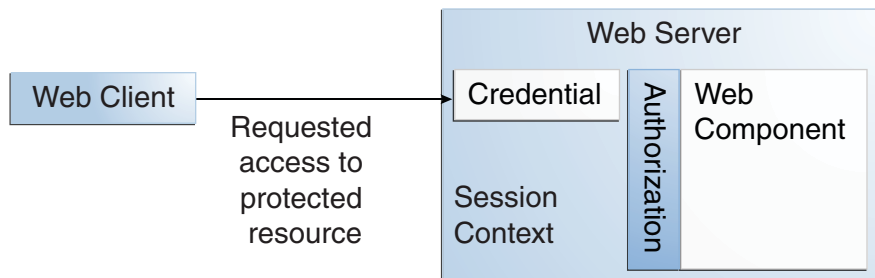 Web Server
Web Client
Credential
Authorization
Web
Component
Requested
access to
protected
resource
Session
Context